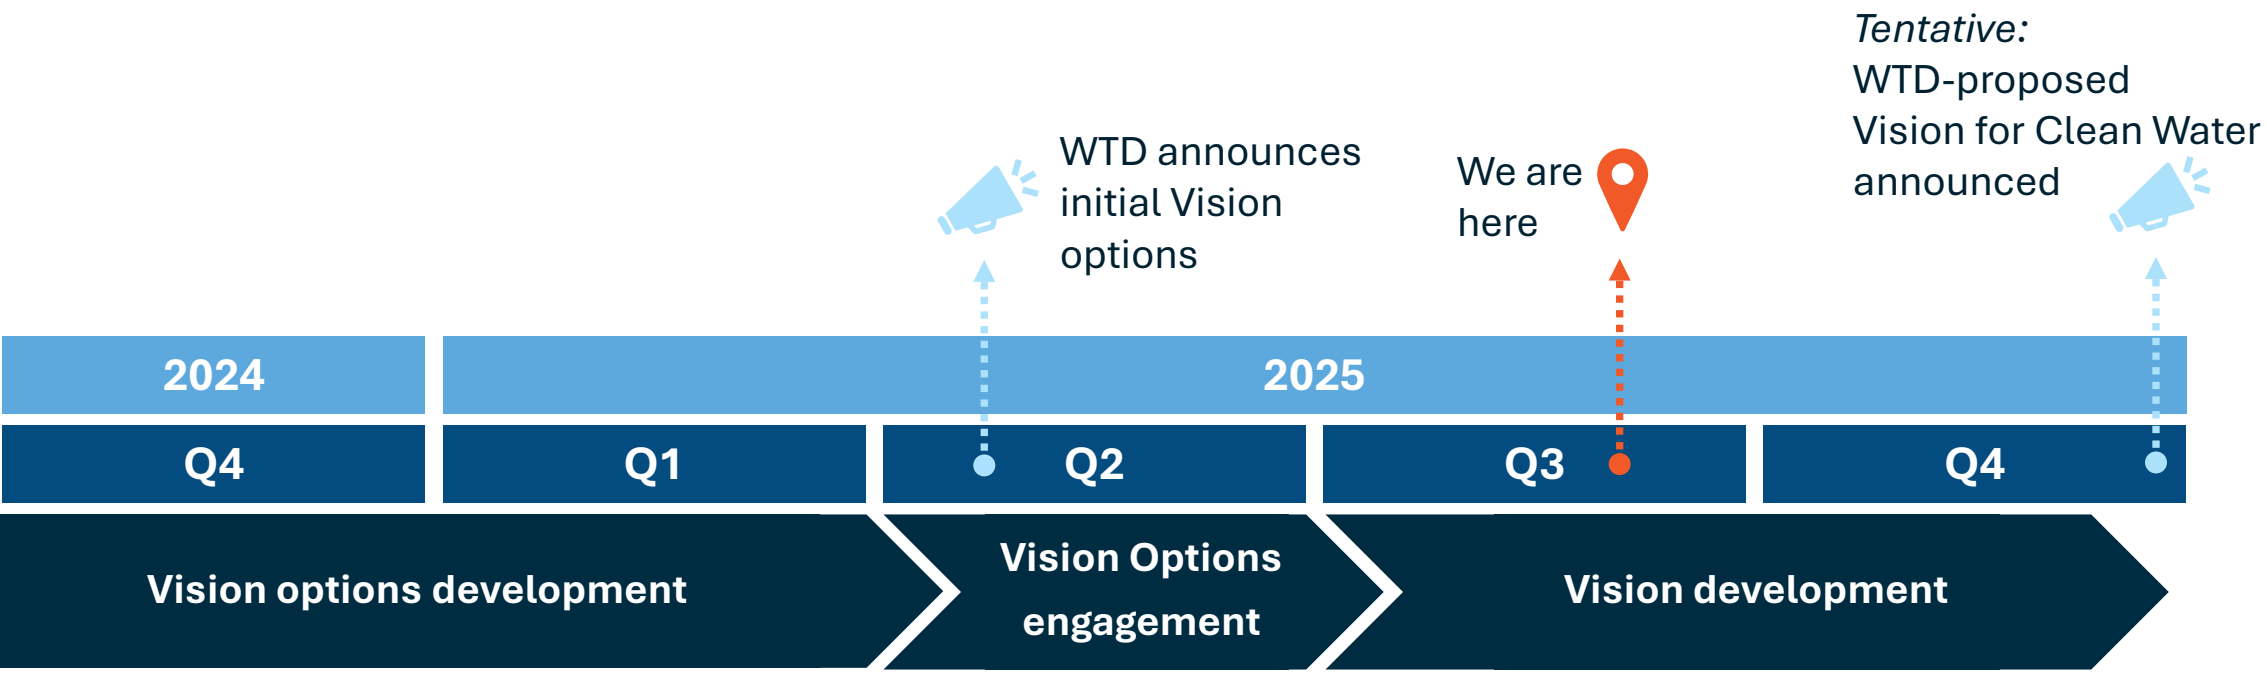 Tentative:
WTD-proposed
Vision for Clean Water
announced
WTD announces
initial Vision
options
We are
here
2024
2025
Q4
Q1
Q2
Q3
Q4
Vision options development
Vision Options
engagement
Vision development